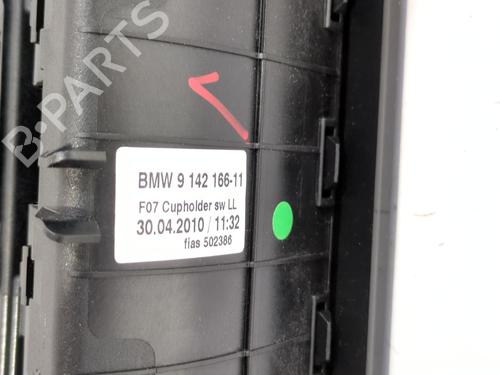 B-PARTS
BMW 9 142 166-11
F07 Cupholder sw LL
30.04.2010 / 11:32
fias 502386